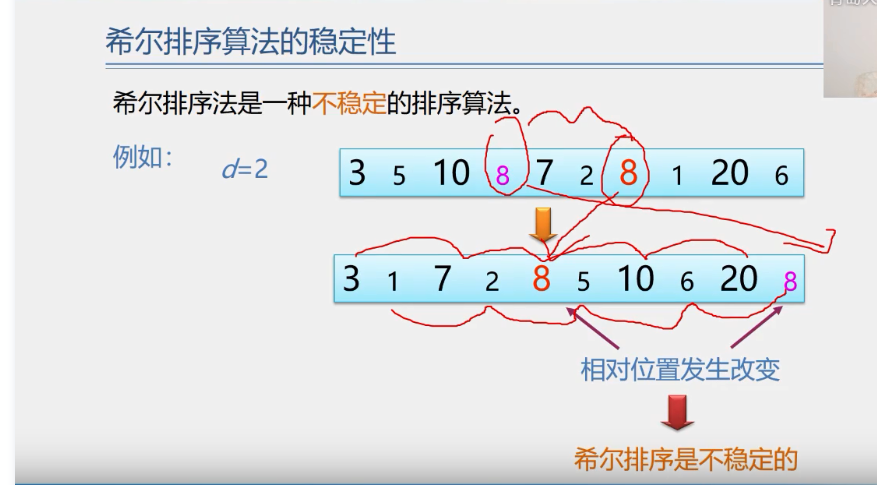 希尔排序算法的稳定性
希尔排序法是一种不稳定的排序算法。
例如： d=2 3 5 10 8 7 2 8 1 20 6
3 1 7 2 8 5 10 6 20 8
相对位置发生改变
希尔排序是不稳定的